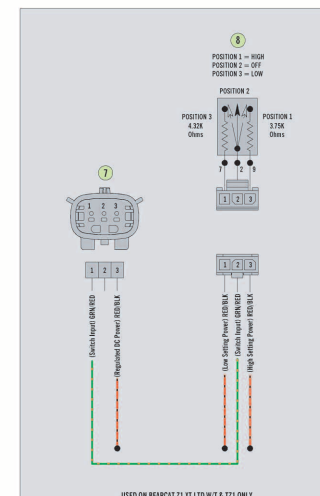 8
POSITION 1 = HIGH
POSITION 2 = OFF
POSITION 3 = LOW
POSITION 2
POSITION 3
4.32K
Ohms
POSITION 1
3.75K
Ohms
7 2 9
1 2 3
7
1 2 3
1 2 3
1 2 3
(Switch Input) GRN/RED
(Regulated DC Power) RED/BLK
(Low Setting Power) RED/BLK
(Switch Input) GRN/RED
(High Setting Power) RED/BLK
USED ON BEARCAT Z1 XT LTD W/T & TZ1 ONLY